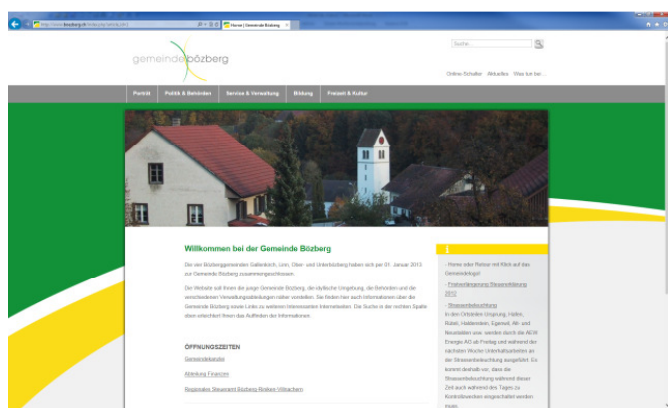 Home | Gemeinde Bözberg
Suche...
gemeindebözberg
Online-Schalter Aktuelles Was tun bei...
Porträt Politik & Behörden Service & Verwaltung Bildung Freizeit & Kultur
Willkommen bei der Gemeinde Bözberg
Die vier Bözberggemeinden Gallenkirch, Linn, Ober- und Unterbözberg haben sich per 01. Januar 2013
zur Gemeinde Bözberg zusammengeschlossen.
Die Website soll Ihnen die junge Gemeinde Bözberg, die idyllische Umgebung, die Behörden und die
verschiedenen Verwaltungsabteilungen näher vorstellen. Sie finden hier auch Informationen über die
Gemeinde Bözberg sowie Links zu weiteren interessanten Internetseiten. Die Suche in der rechten Spalte
oben erleichtert Ihnen das Auffinden der Informationen.
ÖFFNUNGSZEITEN
Gemeindekanzlei
Abteilung Finanzen
Regionales Steueramt Bözberg-Riniken-Villnachern
i
- Home oder Retour mit Klick auf das
Gemeindelogo!
- Fristverlängerung Steuererklärung
2012
- Strassenbeleuchtung
In den Ortsteilen Ursprung, Hafen,
Rüteli, Egenwil, Alt- und
Neustalden usw. werden durch die AEW
Energie AG ab Freitag und während der
nächsten Woche Unterhaltsarbeiten an
der Strassenbeleuchtung ausgeführt. Es
kommt deshalb vor, dass die
Strassenbeleuchtung während dieser
Zeit auch während des Tages zu
Kontrollzwecken eingeschaltet werden
muss.